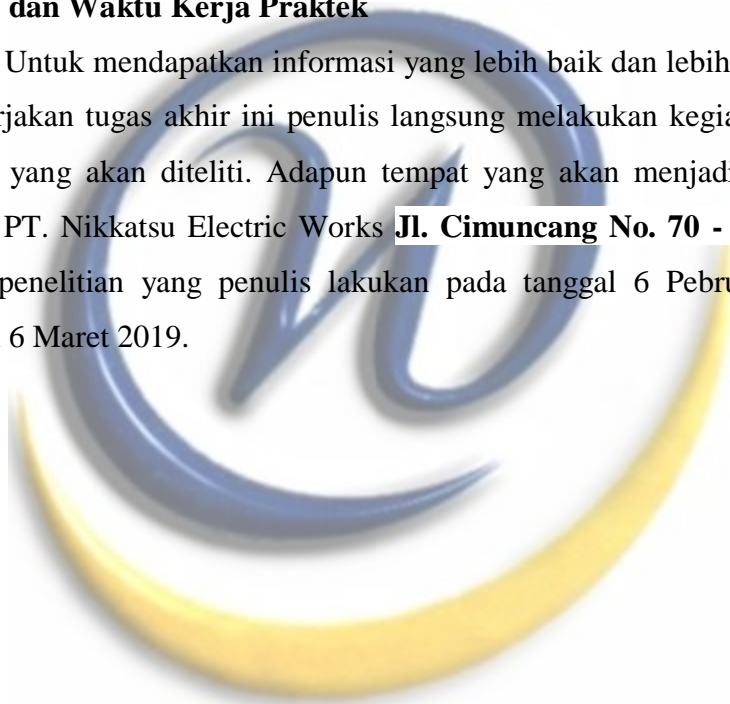 dan Waktu Kerja Praktek
Untuk mendapatkan informasi yang lebih baik dan lebih
rjakan tugas akhir ini penulis langsung melakukan kegia
yang akan diteliti. Adapun tempat yang akan menjadi
PT. Nikkatsu Electric Works Jl. Cimuncang No. 70 -
penelitian yang penulis lakukan pada tanggal 6 Pebru
6 Maret 2019.